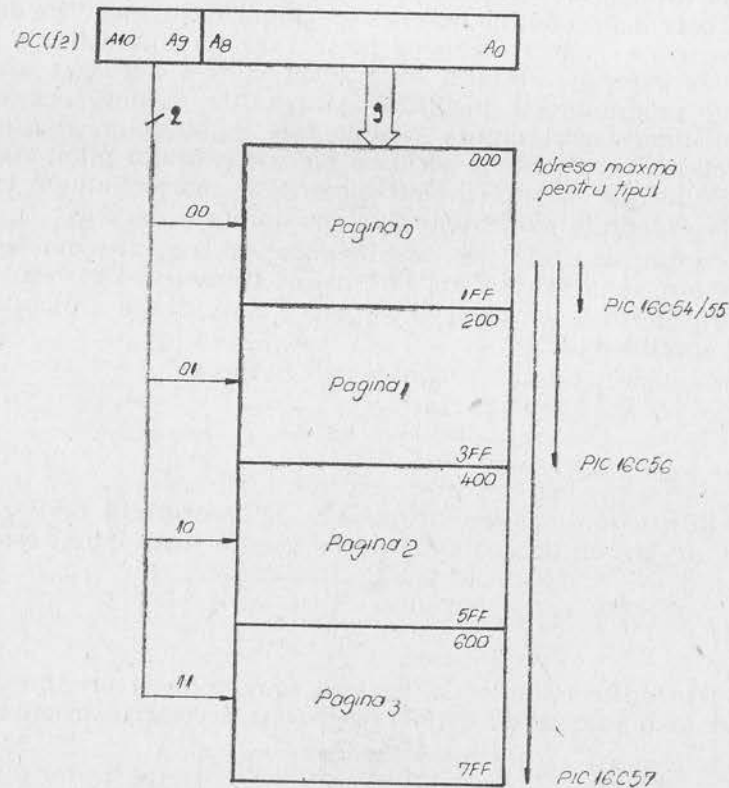 PC(f2) A10 A9 A8 A0
2
9
000
Adresa maxmă
pentru tipul
00
Pagina 0
1FF
PIC 16C54/55
200
01
Pagina 1
3FF
PIC 16C56
400
10
Pagina 2
5FF
600
11
Pagina 3
7FF
PIC 16C57